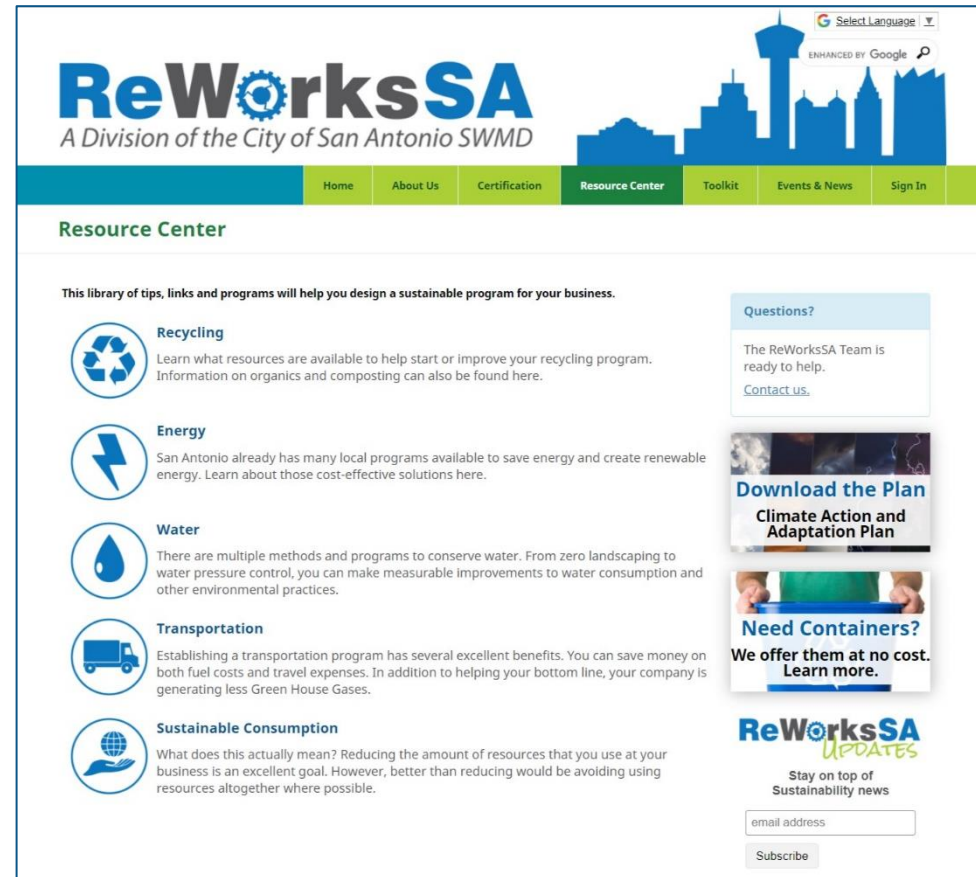 Select Language ▼
ENHANCED BY Google
ReWorksSA
A Division of the City of San Antonio SWMD
Home
About Us
Certification
Resource Center
Toolkit
Events & News
Sign In
Resource Center
This library of tips, links and programs will help you design a sustainable program for your business.
Recycling
Learn what resources are available to help start or improve your recycling program.
Information on organics and composting can also be found here.
Energy
San Antonio already has many local programs available to save energy and create renewable
energy. Learn about those cost-effective solutions here.
Water
There are multiple methods and programs to conserve water. From zero landscaping to
water pressure control, you can make measurable improvements to water consumption and
other environmental practices.
Transportation
Establishing a transportation program has several excellent benefits. You can save money on
both fuel costs and travel expenses. In addition to helping your bottom line, your company is
generating less Green House Gases.
Sustainable Consumption
What does this actually mean? Reducing the amount of resources that you use at your
business is an excellent goal. However, better than reducing would be avoiding using
resources altogether where possible.
Questions?
The ReWorksSA Team is
ready to help.
Contact us.
Download the Plan
Climate Action and
Adaptation Plan
Need Containers?
We offer them at no cost.
Learn more.
ReWorksSA
UPDATES
Stay on top of
Sustainability news
email address
Subscribe